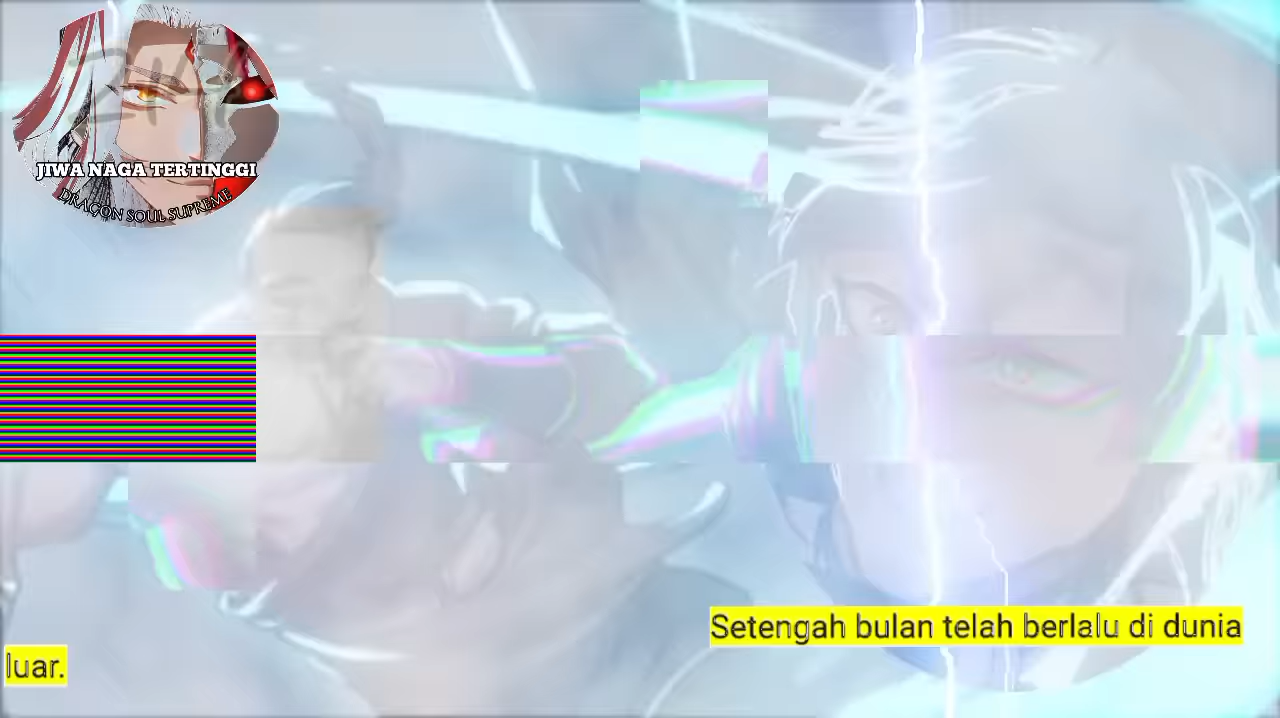 JIWA NAGA TERTINGGI
DRAGON SOUL SUPREME
Setengah bulan telah berlalu di dunia
luar.